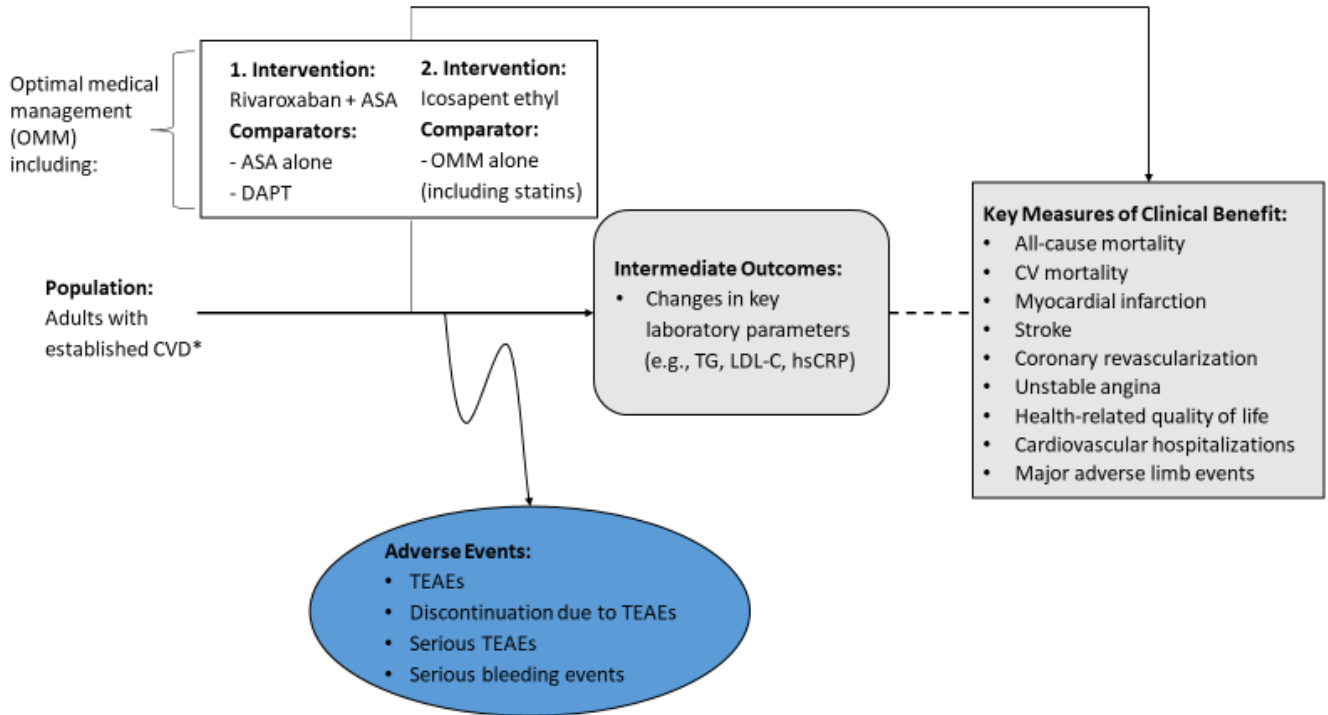 Optimal medical
management
(OMM)
including:
1. Intervention:
Rivaroxaban + ASA
Comparators:
- ASA alone
- DAPT
2. Intervention:
Icosapent ethyl
Comparator:
- OMM alone
(including statins)
Population:
Adults with
established CVD*
Intermediate Outcomes:
• Changes in key
laboratory parameters
(e.g., TG, LDL-C, hsCRP)
Key Measures of Clinical Benefit:
• All-cause mortality
• CV mortality
• Myocardial infarction
• Stroke
• Coronary revascularization
• Unstable angina
• Health-related quality of life
• Cardiovascular hospitalizations
• Major adverse limb events
Adverse Events:
• TEAEs
• Discontinuation due to TEAEs
• Serious TEAEs
• Serious bleeding events